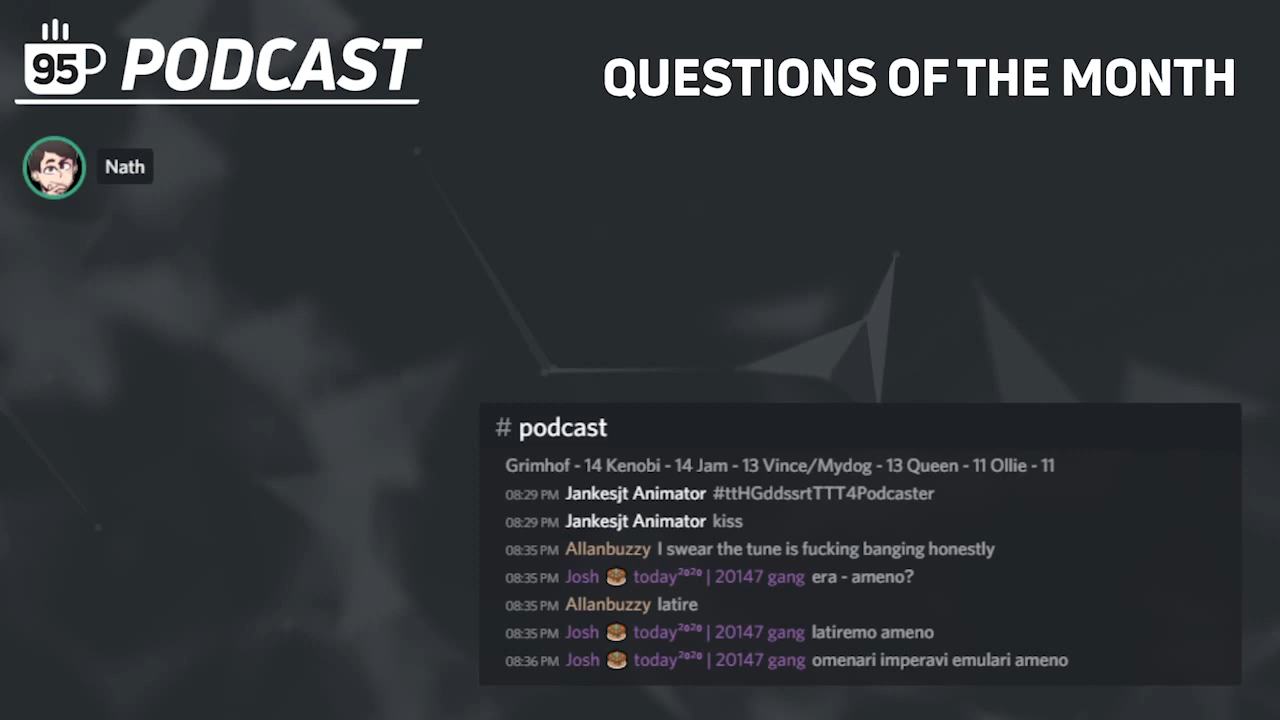 95 PODCAST
QUESTIONS OF THE MONTH
Nath
# podcast
Grimhof - 14 Kenobi - 14 Jam - 13 Vince/Mydog - 13 Queen - 11 Ollie - 11
08:29 PM Jankesjt Animator #ttHGddssrtTTT4Podcaster
08:29 PM Jankesjt Animator kiss
08:35 PM Allanbuzzy I swear the tune is fucking banging honestly
08:35 PM Josh 🎂 today²⁰²⁰ | 20147 gang era - ameno?
08:35 PM Allanbuzzy latire
08:35 PM Josh 🎂 today²⁰²⁰ | 20147 gang latiremo ameno
08:36 PM Josh 🎂 today²⁰²⁰ | 20147 gang omenari imperavi emulari ameno